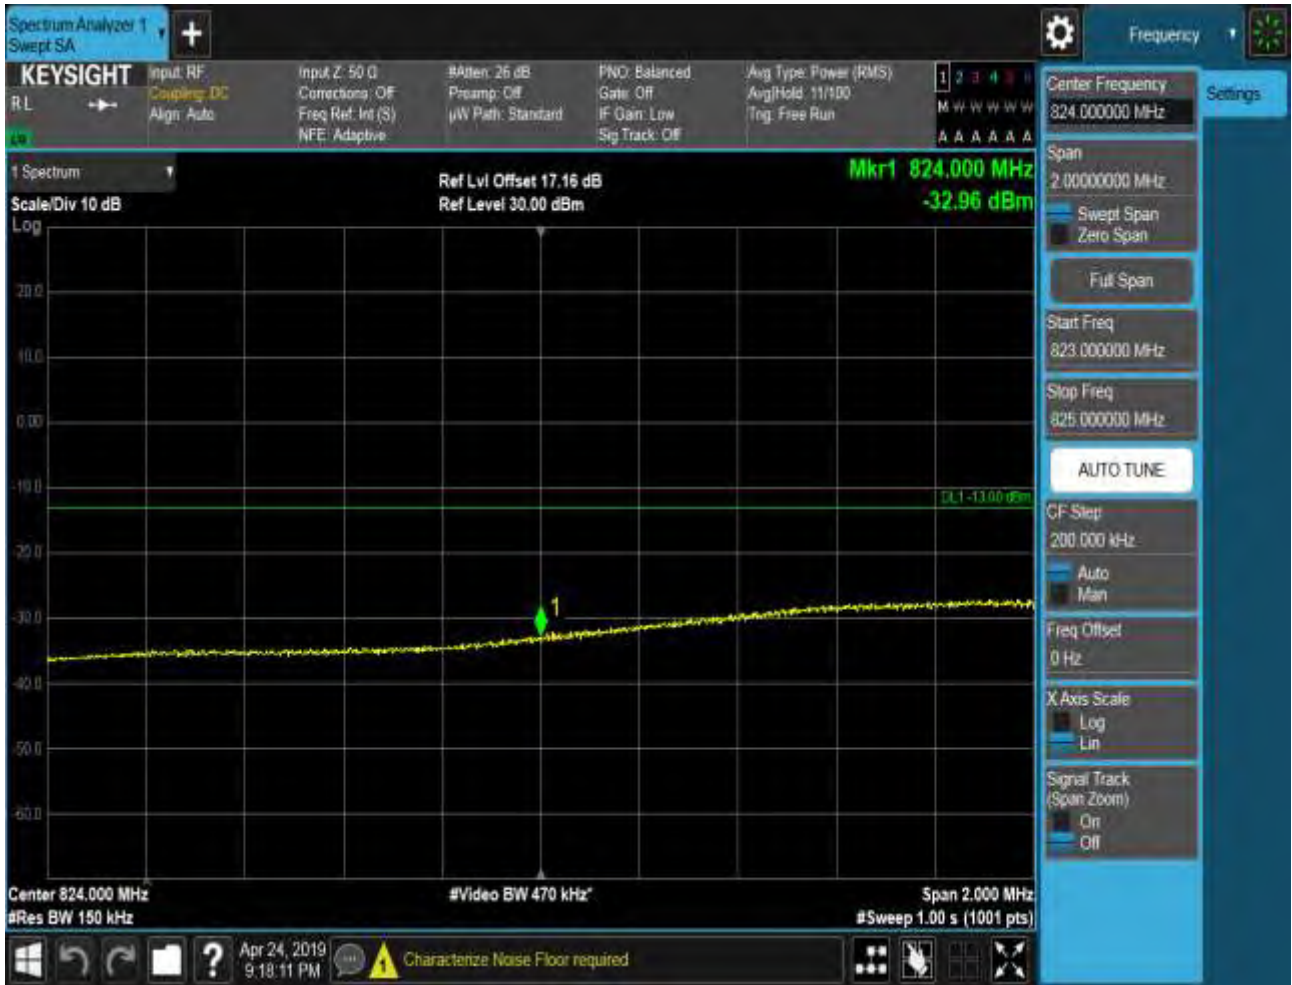 Spectrum Analyzer 1
Swept SA
Frequency
KEYSIGHT
RL
Input: RF
Coupling: DC
Align: Auto
Input Z: 50 Ω
Corrections: Off
Freq Ref: Int (S)
NFE: Adaptive
#Atten: 26 dB
Preamp: Off
µW Path: Standard
PNO: Balanced
Gate: Off
IF Gain: Low
Sig Track: Off
Avg Type: Power (RMS)
Avg|Hold: 11/100
Trig: Free Run
1 2 3 4 5 6
M W W W W W
A A A A A A
1 Spectrum
Scale/Div 10 dB
Log
Ref Lvl Offset 17.16 dB
Ref Level 30.00 dBm
Mkr1 824.000 MHz
-32.96 dBm
20.0
10.0
0.00
-10.0
-20.0
-30.0
-40.0
-50.0
-60.0
DL1 -13.00 dBm
1
Center 824.000 MHz
#Res BW 150 kHz
#Video BW 470 kHz*
Span 2.000 MHz
#Sweep 1.00 s (1001 pts)
Center Frequency
824.000000 MHz
Settings
Span
2.00000000 MHz
Swept Span
Zero Span
Full Span
Start Freq
823.000000 MHz
Stop Freq
825.000000 MHz
AUTO TUNE
CF Step
200.000 kHz
Auto
Man
Freq Offset
0 Hz
X Axis Scale
Log
Lin
Signal Track
(Span Zoom)
On
Off
?
Apr 24, 2019
9:18:11 PM
1
Characterize Noise Floor required